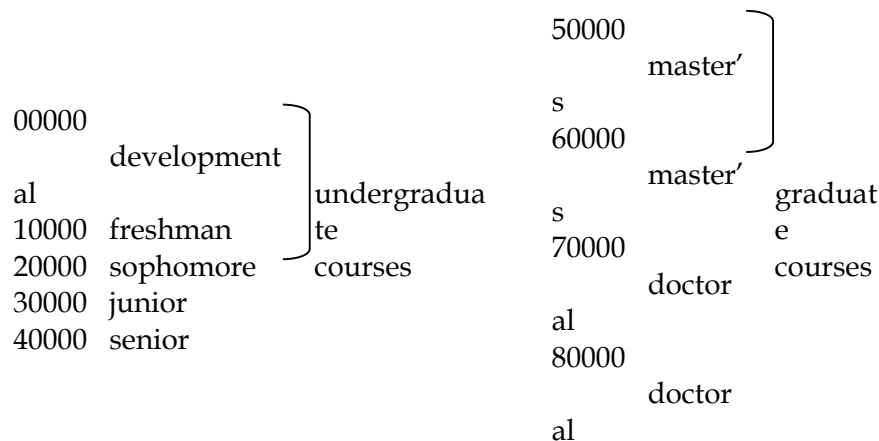 00000
development
al
10000 freshman
20000 sophomore
30000 junior
40000 senior
undergradua
te
courses
50000
master’
s
60000
master’
s
70000
doctor
al
80000
doctor
al
graduat
e
courses